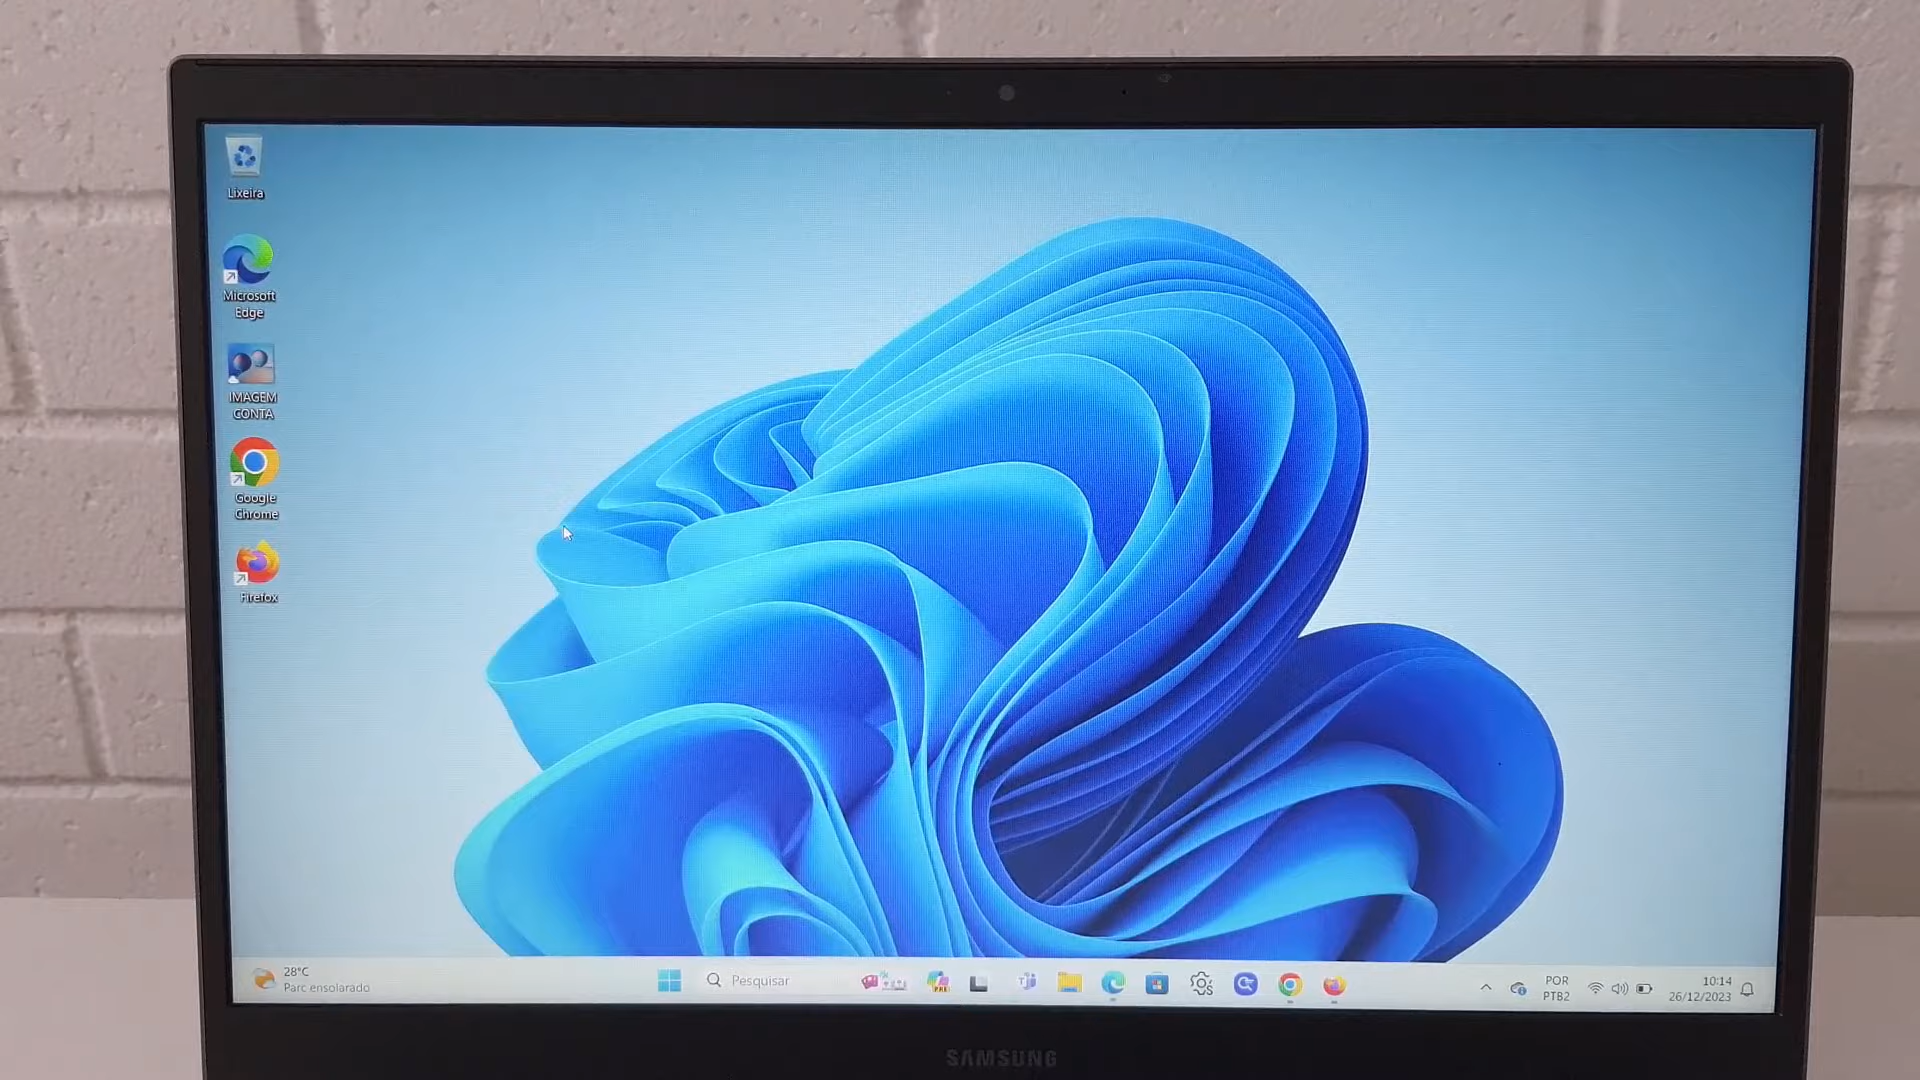 Lixeira
Microsoft
Edge
IMAGEM
CONTA
Google
Chrome
Firefox
28°C
Parc ensolarado
Pesquisar
PRE
POR
PTB2
10:14
26/12/2023
SAMSUNG